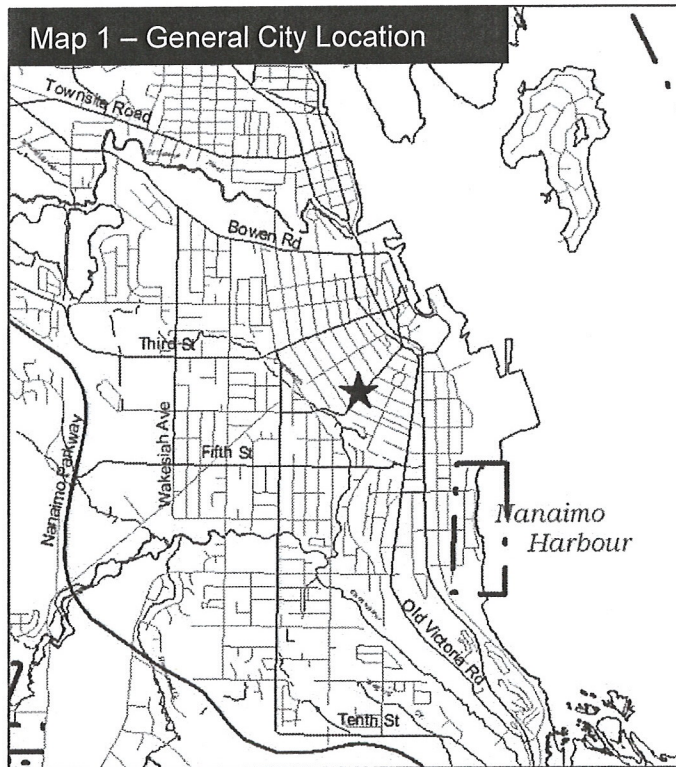 Map 1 – General City Location
Townsite Road
Bowen Rd
Third St
Nanaimo Parkway
Wakesiah Ave
Fifth St
Nanaimo
Harbour
Old Victoria Rd
L
Tenth St